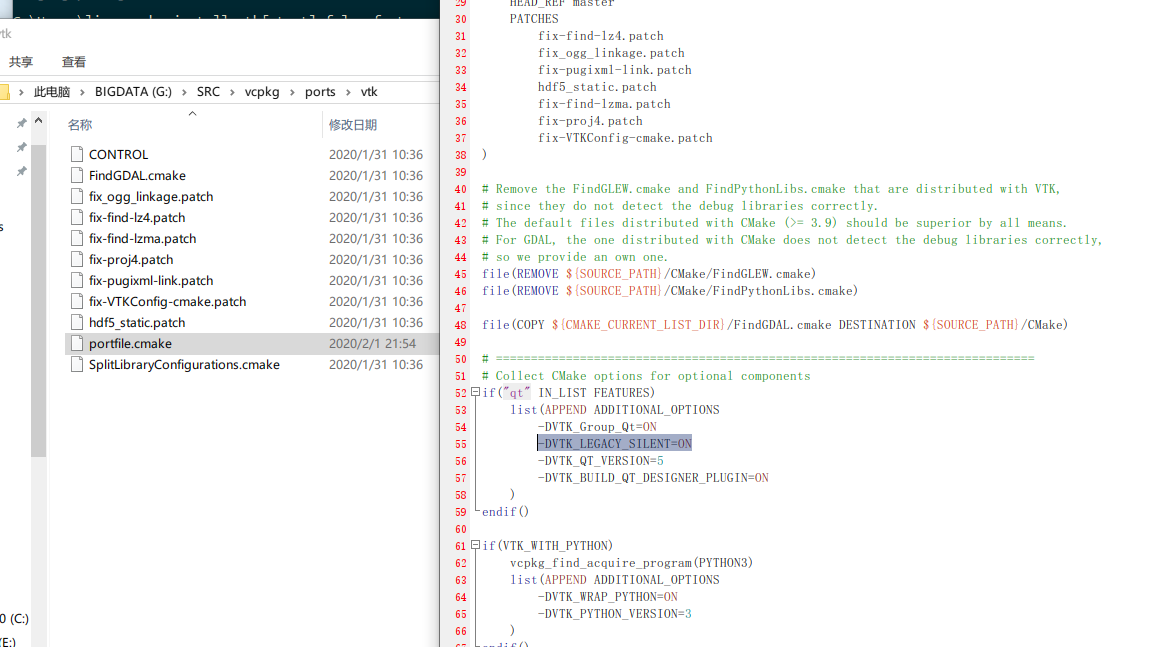 tk
共享 查看
此电脑 › BIGDATA (G:) › SRC › vcpkg › ports › vtk
名称 修改日期
CONTROL 2020/1/31 10:36
FindGDAL.cmake 2020/1/31 10:36
fix_ogg_linkage.patch 2020/1/31 10:36
fix-find-lz4.patch 2020/1/31 10:36
fix-find-lzma.patch 2020/1/31 10:36
fix-proj4.patch 2020/1/31 10:36
fix-pugixml-link.patch 2020/1/31 10:36
fix-VTKConfig-cmake.patch 2020/1/31 10:36
hdf5_static.patch 2020/1/31 10:36
portfile.cmake 2020/2/1 21:54
SplitLibraryConfigurations.cmake 2020/1/31 10:36
s
0 (C:)
(E:)
29 HEAD_REF master
30 PATCHES
31 fix-find-lz4.patch
32 fix_ogg_linkage.patch
33 fix-pugixml-link.patch
34 hdf5_static.patch
35 fix-find-lzma.patch
36 fix-proj4.patch
37 fix-VTKConfig-cmake.patch
38 )
39
40 # Remove the FindGLEW.cmake and FindPythonLibs.cmake that are distributed with VTK,
41 # since they do not detect the debug libraries correctly.
42 # The default files distributed with CMake (>= 3.9) should be superior by all means.
43 # For GDAL, the one distributed with CMake does not detect the debug libraries correctly,
44 # so we provide an own one.
45 file(REMOVE ${SOURCE_PATH}/CMake/FindGLEW.cmake)
46 file(REMOVE ${SOURCE_PATH}/CMake/FindPythonLibs.cmake)
47
48 file(COPY ${CMAKE_CURRENT_LIST_DIR}/FindGDAL.cmake DESTINATION ${SOURCE_PATH}/CMake)
49
50 # =============================================================================
51 # Collect CMake options for optional components
52 if("qt" IN_LIST FEATURES)
53 list(APPEND ADDITIONAL_OPTIONS
54 -DVTK_Group_Qt=ON
55 -DVTK_LEGACY_SILENT=ON
56 -DVTK_QT_VERSION=5
57 -DVTK_BUILD_QT_DESIGNER_PLUGIN=ON
58 )
59 endif()
60
61 if(VTK_WITH_PYTHON)
62 vcpkg_find_acquire_program(PYTHON3)
63 list(APPEND ADDITIONAL_OPTIONS
64 -DVTK_WRAP_PYTHON=ON
65 -DVTK_PYTHON_VERSION=3
66 )
67 endif()